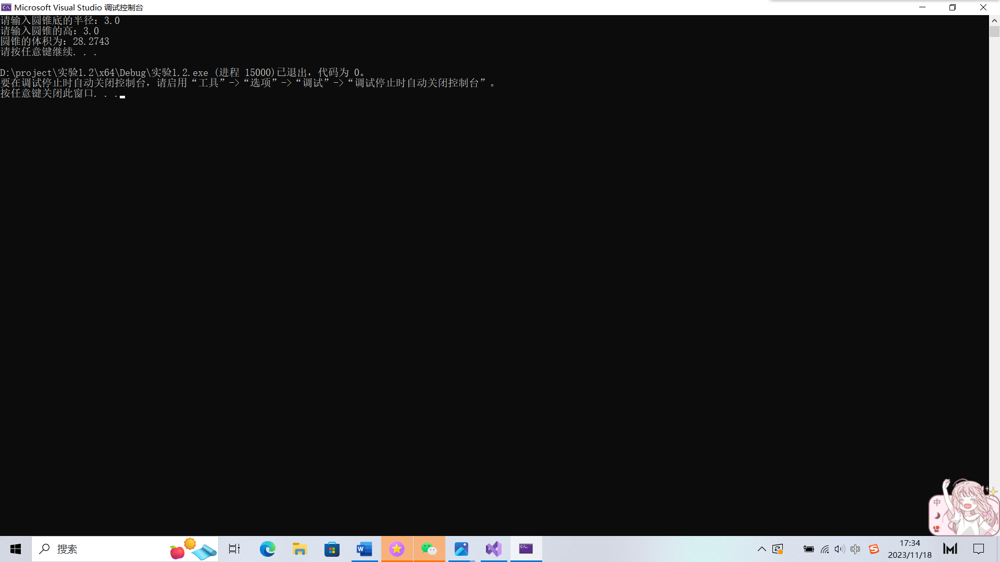 Microsoft Visual Studio 调试控制台
请输入圆锥底的半径：3.0
请输入圆锥的高：3.0
圆锥的体积为：28.2743
请按任意键继续. . .
D:\project\实验1.2\x64\Debug\实验1.2.exe (进程 15000)已退出，代码为 0。
要在调试停止时自动关闭控制台，请启用“工具”->“选项”->“调试”->“调试停止时自动关闭控制台”。
按任意键关闭此窗口. . .
中
搜索
中
17:34
2023/11/18